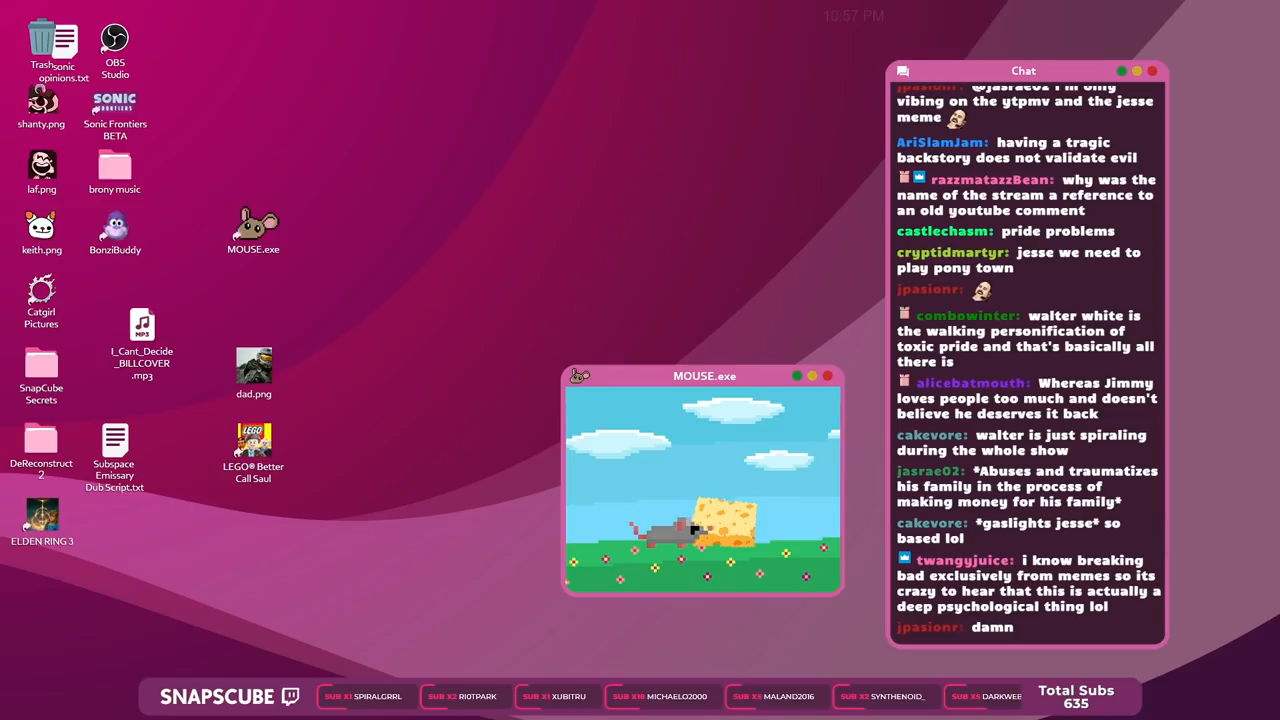 10:57 PM
Trash
sonic
opinions.txt
OBS
Studio
shanty.png
SONIC
FRONTIERS
Sonic Frontiers
BETA
laf.png
brony music
keith.png
BonziBuddy
MOUSE.exe
Catgirl
Pictures
MP3
I_Cant_Decide
_BILLCOVER
.mp3
dad.png
SnapCube
Secrets
DeReconstruct
2
Subspace
Emissary
Dub Script.txt
LEGO
LEGO® Better
Call Saul
ELDEN RING 3
MOUSE.exe
Chat
jpasionr: @jasrae02 i'm only
vibing on the ytpmv and the jesse
meme
AriSlamJam: having a tragic
backstory does not validate evil
razzmatazzBean: why was the
name of the stream a reference to
an old youtube comment
castlechasm: pride problems
cryptidmartyr: jesse we need to
play pony town
jpasionr:
combowinter: walter white is
the walking personification of
toxic pride and that's basically all
there is
alicebatmouth: Whereas Jimmy
loves people too much and doesn't
believe he deserves it back
cakevore: walter is just spiraling
during the whole show
jasrae02: *Abuses and traumatizes
his family in the process of
making money for his family*
cakevore: *gaslights jesse* so
based lol
twangyjuice: i know breaking
bad exclusively from memes so its
crazy to hear that this is actually a
deep psychological thing lol
jpasionr: damn
SNAPSCUBE
SUB X1 SPIRALGRRL
SUB X2 RI0TPARK
SUB X1 XUBITRU
SUB X18 MICHAELO2000
SUB X5 MALAND2016
SUB X2 SYNTHENOID_
SUB X5 DARKWEE
Total Subs
635